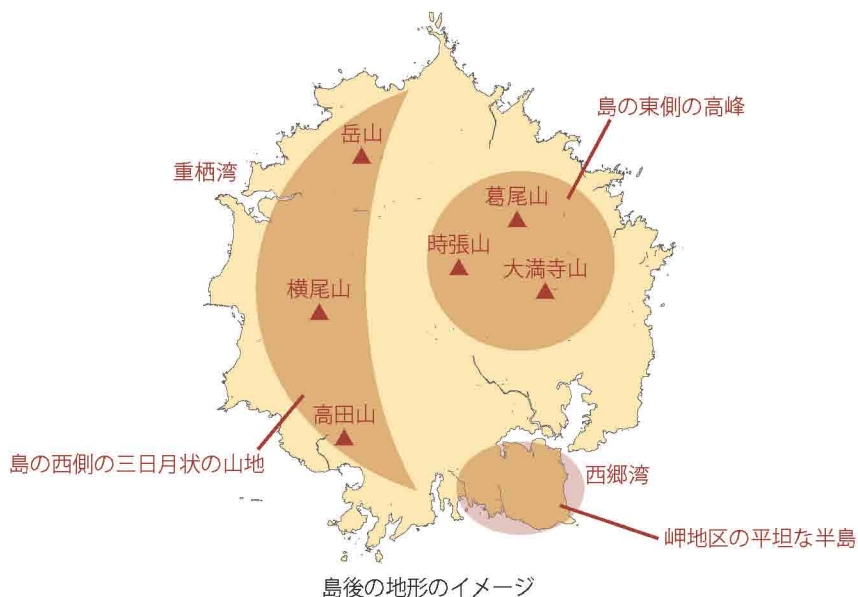 島の東側の高峰
岳山
重栖湾
葛尾山
時張山
大満寺山
横尾山
高田山
島の西側の三日月状の山地
西郷湾
岬地区の平坦な半島
島後の地形のイメージ